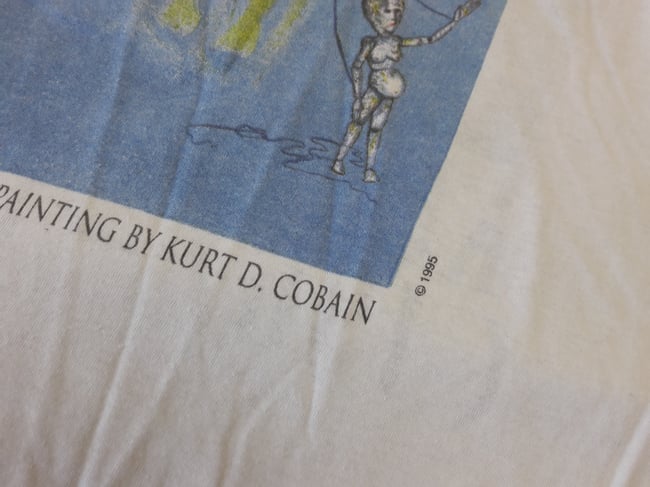 PAINTING BY KURT D. COBAIN
© 1995